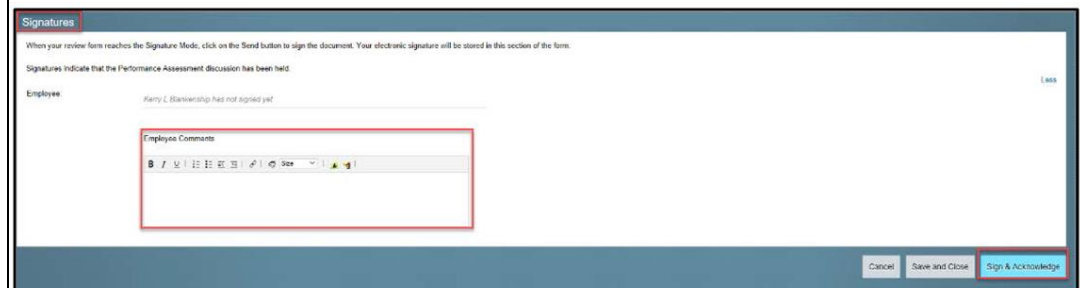 Signatures
When your review form reaches the Signature Mode, click on the Send button to sign the document. Your electronic signature will be stored in this section of the form.
Signatures indicate that the Performance Assessment discussion has been held.
Less
Employee
Kerry L Blankenship has not signed yet
Employee Comments
B I U Size
Cancel Save and Close Sign & Acknowledge